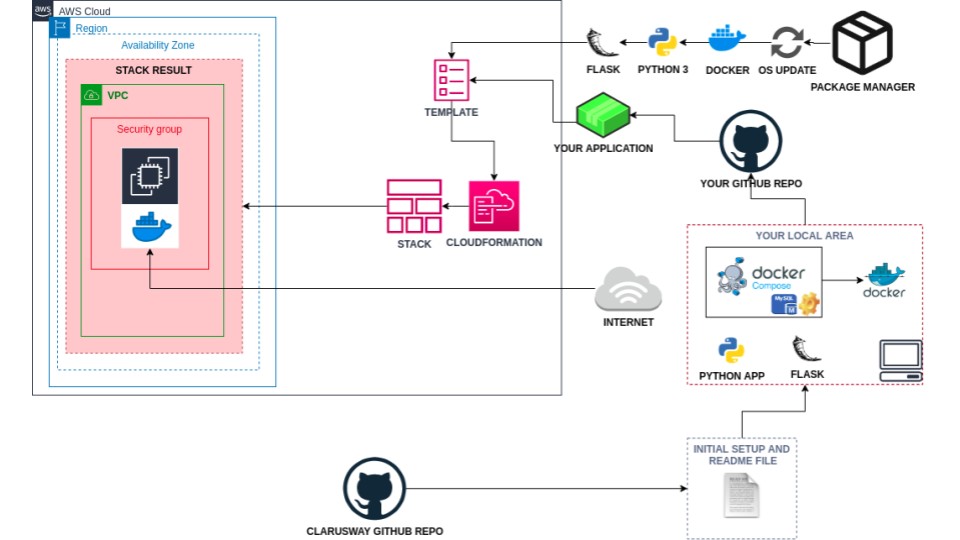 aws
AWS Cloud
Region
Availability Zone
STACK RESULT
VPC
Security group
FLASK
PYTHON 3
DOCKER
OS UPDATE
PACKAGE MANAGER
TEMPLATE
YOUR APPLICATION
YOUR GITHUB REPO
STACK
CLOUDFORMATION
INTERNET
YOUR LOCAL AREA
docker
Compose
MySQL
M
docker
PYTHON APP
FLASK
INITIAL SETUP AND
README FILE
CLARUSWAY GITHUB REPO